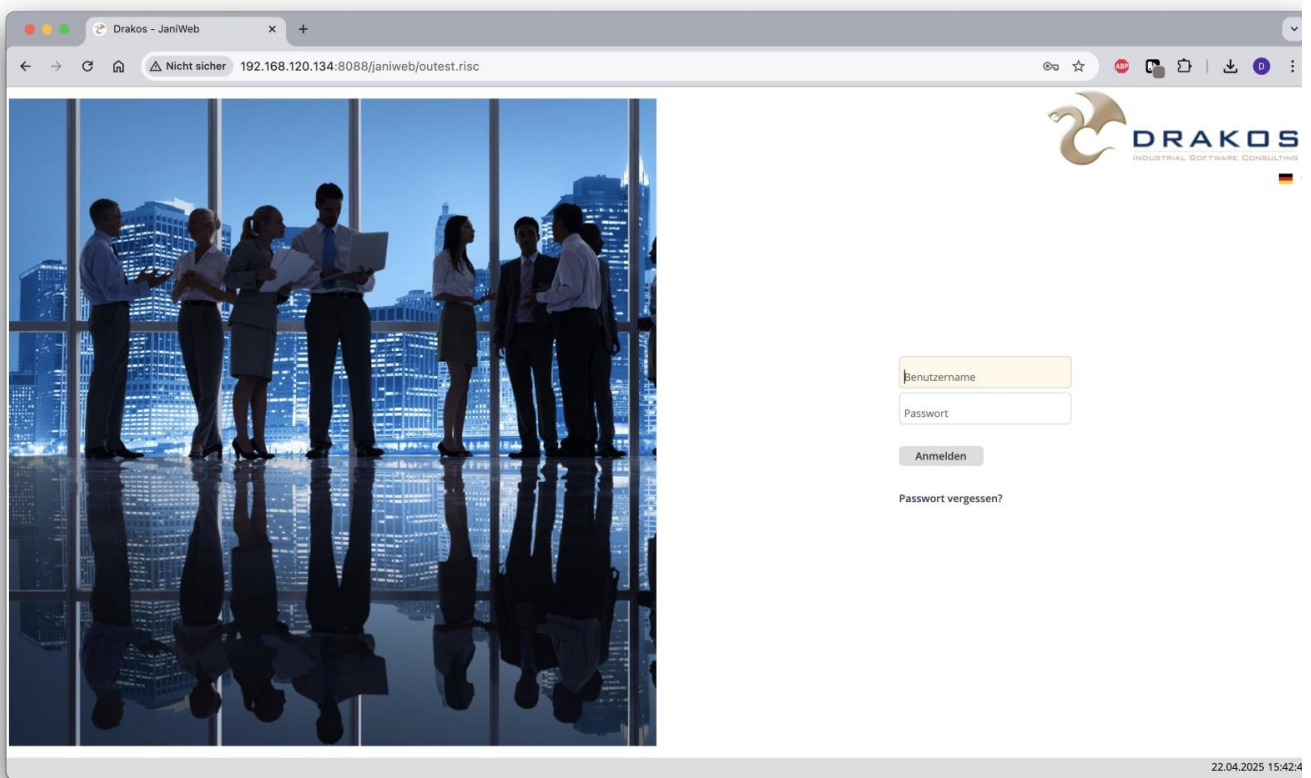 Drakos - JaniWeb
Nicht sicher 192.168.120.134:8088/janiweb/outest.risc
ABP
D
DRAKOS
INDUSTRIAL SOFTWARE CONSULTING
Benutzername
Passwort
Anmelden
Passwort vergessen?
22.04.2025 15:42:4